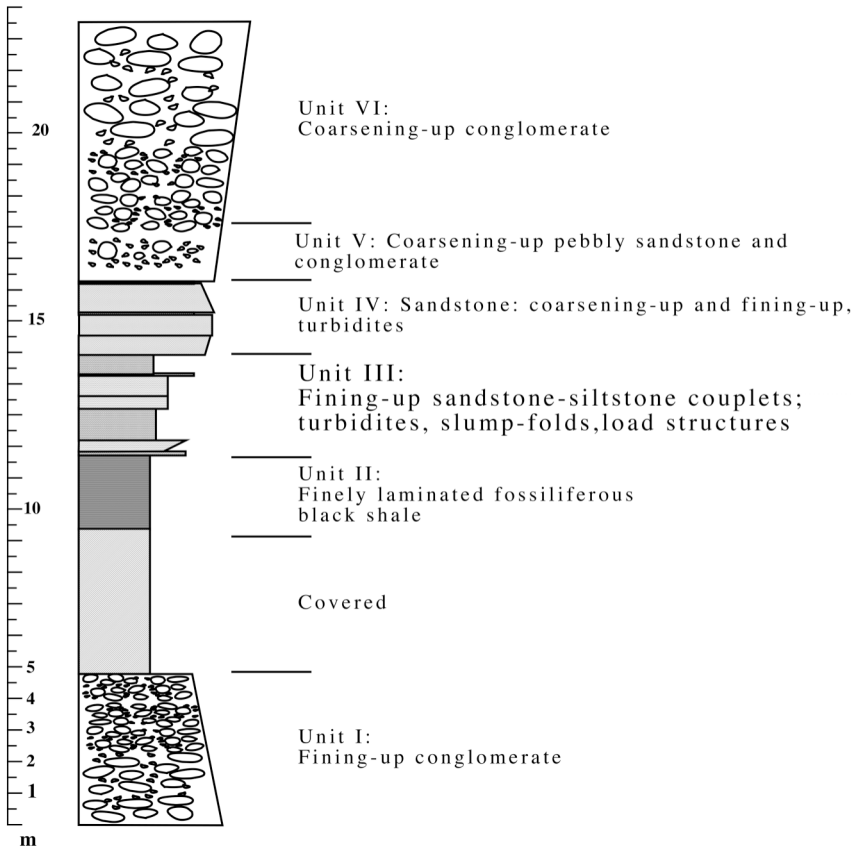 20
Unit VI:
Coarsening-up conglomerate
Unit V: Coarsening-up pebbly sandstone and
conglomerate
15
Unit IV: Sandstone: coarsening-up and fining-up,
turbidites
Unit III:
Fining-up sandstone-siltstone couplets;
turbidites, slump-folds,load structures
10
Unit II:
Finely laminated fossiliferous
black shale
Covered
5
4
3
2
1
Unit I:
Fining-up conglomerate
m